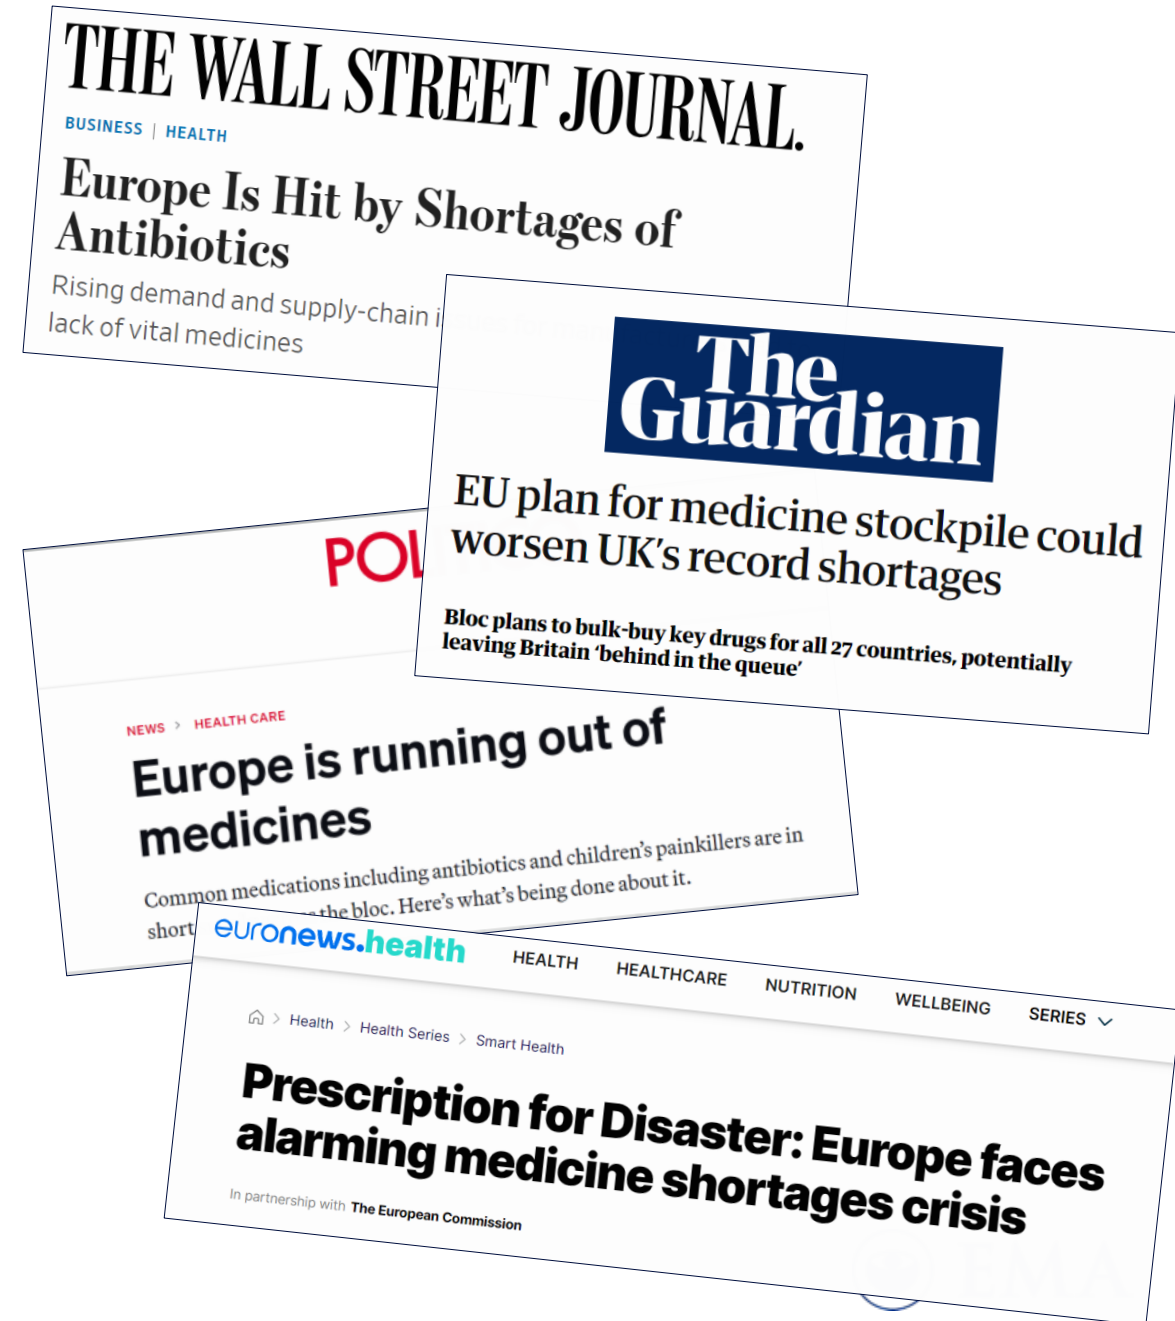 THE WALL STREET JOURNAL.
BUSINESS | HEALTH
Europe Is Hit by Shortages of
Antibiotics
Rising demand and supply-chain
lack of vital medicines
The
Guardian
EU plan for medicine stockpile could
worsen UK’s record shortages
Bloc plans to bulk-buy key drugs for all 27 countries, potentially
leaving Britain ‘behind in the queue’
POL
NEWS > HEALTH CARE
Europe is running out of
medicines
Common medications including antibiotics and children’s painkillers are in
short the bloc. Here’s what’s being done about it.
euronews.health
HEALTH HEALTHCARE NUTRITION WELLBEING SERIES
> Health > Health Series > Smart Health
Prescription for Disaster: Europe faces
alarming medicine shortages crisis
In partnership with The European Commission
EMA